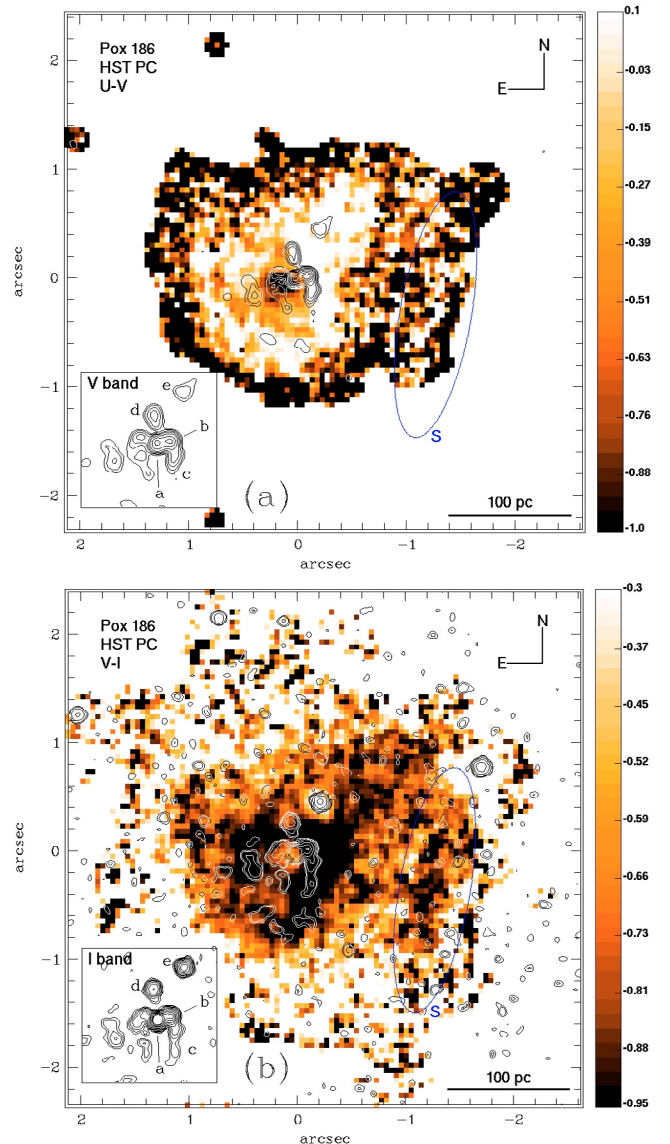 Pox 186
HST PC
U-V
N
E
2
1
0
-1
-2
arcsec
V band
e
d
b
c
a
(a)
S
100 pc
2
1
0
-1
-2
arcsec
0.1
-0.03
-0.15
-0.27
-0.39
-0.51
-0.63
-0.76
-0.88
-1.0
Pox 186
HST PC
V-I
N
E
2
1
0
-1
-2
arcsec
I band
e
d
b
c
a
(b)
S
100 pc
2
1
0
-1
-2
arcsec
-0.3
-0.37
-0.45
-0.52
-0.59
-0.66
-0.74
-0.81
-0.88
-0.95